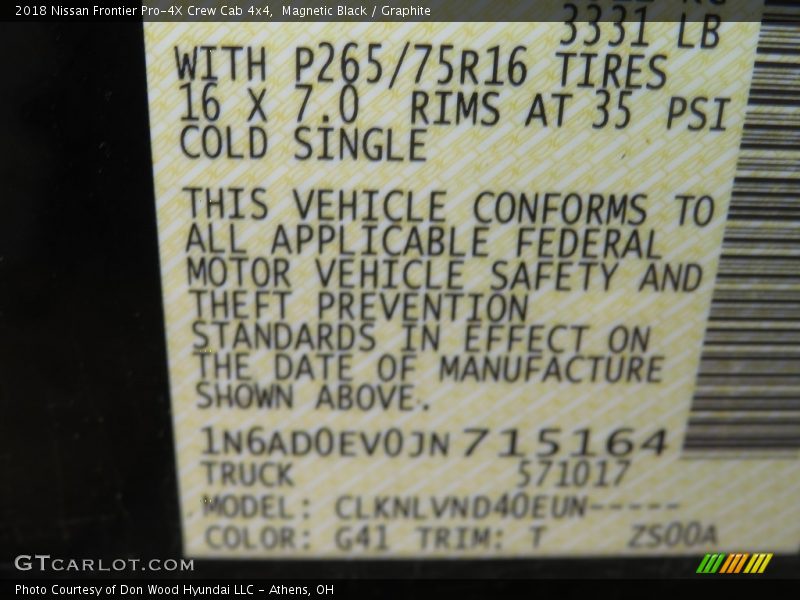 2018 Nissan Frontier Pro-4X Crew Cab 4x4, Magnetic Black / Graphite
3331 LB
WITH P265/75R16 TIRES
16 X 7.0 RIMS AT 35 PSI
COLD SINGLE
THIS VEHICLE CONFORMS TO
ALL APPLICABLE FEDERAL
MOTOR VEHICLE SAFETY AND
THEFT PREVENTION
STANDARDS IN EFFECT ON
THE DATE OF MANUFACTURE
SHOWN ABOVE.
1N6AD0EV0JN715164
TRUCK 571017
MODEL: CLKNLVND40EUN-----
COLOR: G41 TRIM: T ZS00A
GTCARLOT.COM
Photo Courtesy of Don Wood Hyundai LLC - Athens, OH